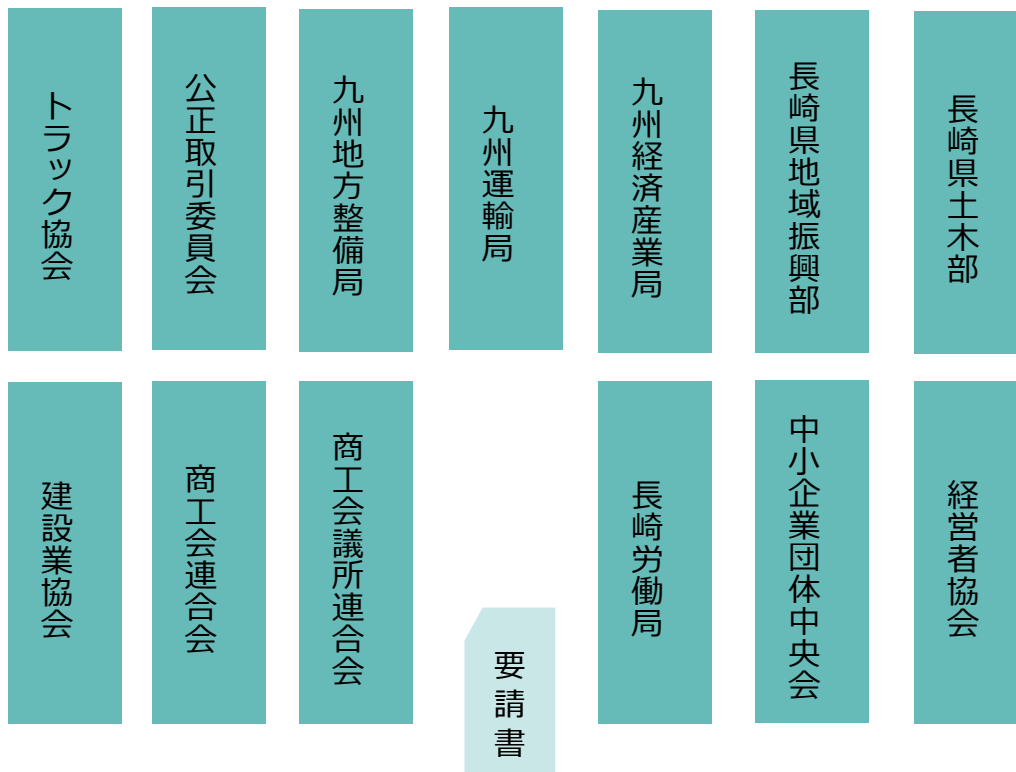 トラック協会
公正取引委員会
九州地方整備局
九州運輸局
九州経済産業局
長崎県地域振興部
長崎県土木部
建設業協会
商工会連合会
商工会議所連合会
要請書
長崎労働局
中小企業団体中央会
経営者協会